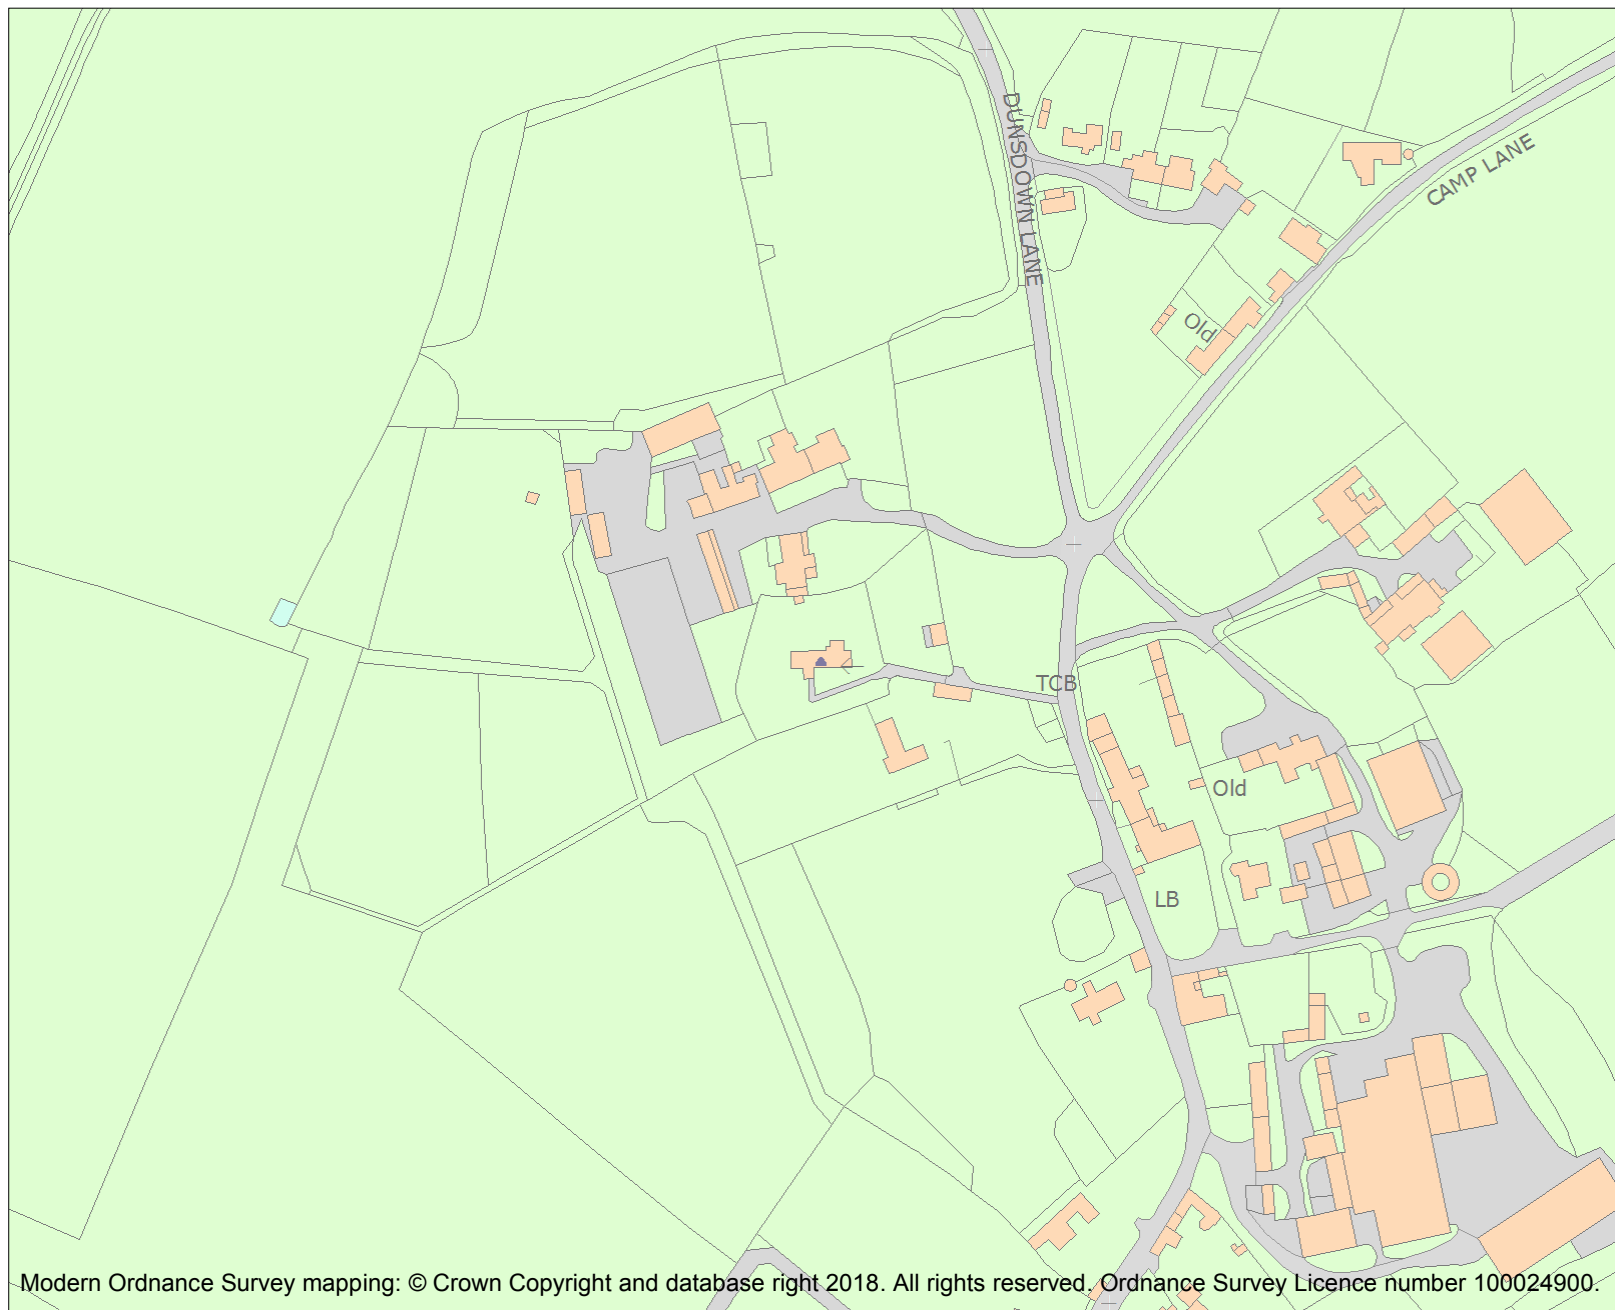 DUNSDOWN LANE
CAMP LANE
Old
TCB
Old
LB
Modern Ordnance Survey mapping: © Crown Copyright and database right 2018. All rights reserved. Ordnance Survey Licence number 100024900.